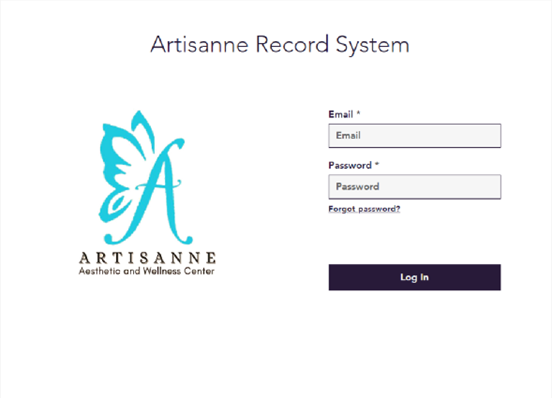 Artisanne Record System
Email *
Email
Password *
Password
Forgot password?
Log In
A
ARTISANNE
Aesthetic and Wellness Center